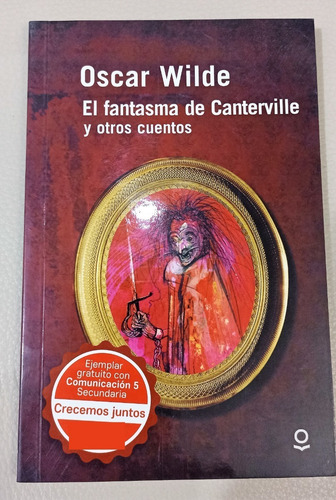 Oscar Wilde
El fantasma de Canterville
y otros cuentos
Ejemplar
gratuito con
Comunicación 5
Secundaria
Crecemos juntos